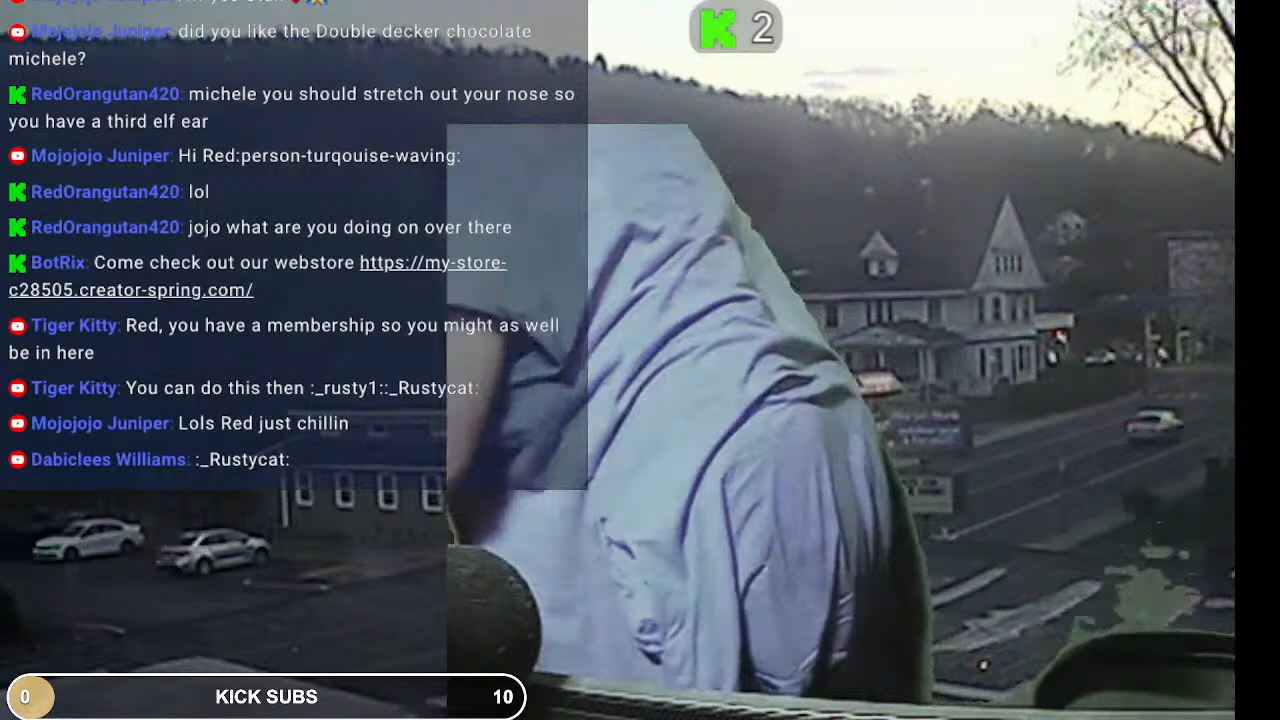 Mojojojo Juniper: did you like the Double decker chocolate
michele?
RedOrangutan420: michele you should stretch out your nose so
you have a third elf ear
Mojojojo Juniper: Hi Red:person-turqouise-waving:
RedOrangutan420: lol
RedOrangutan420: jojo what are you doing on over there
BotRix: Come check out our webstore https://my-store-
c28505.creator-spring.com/
Tiger Kitty: Red, you have a membership so you might as well
be in here
Tiger Kitty: You can do this then :_rusty1::_Rustycat:
Mojojojo Juniper: Lols Red just chillin
Dabiclees Williams: :_Rustycat:
K 2
0 KICK SUBS 10